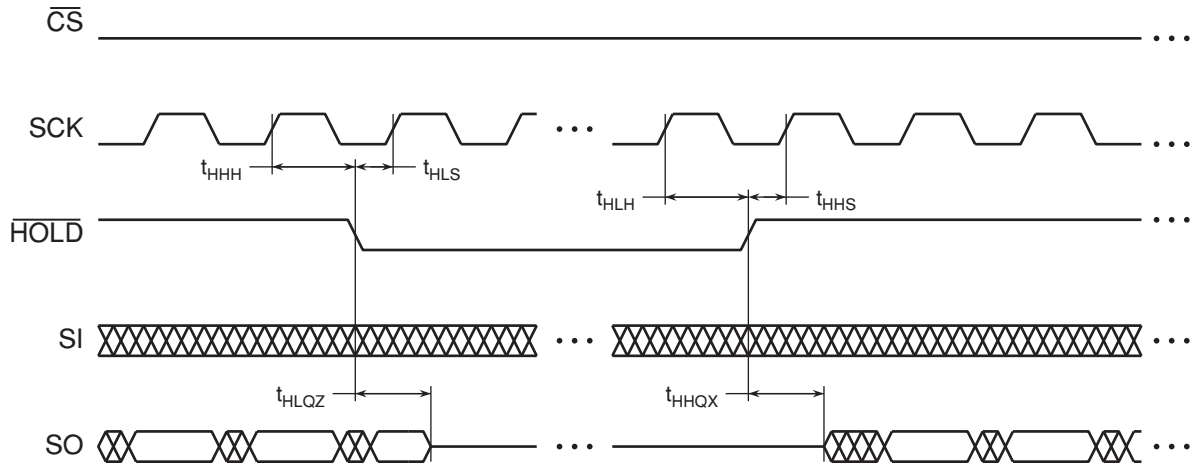 CS
SCK
tHHH
tHLS
tHLH
tHHS
HOLD
SI
tHLQZ
tHHQX
SO